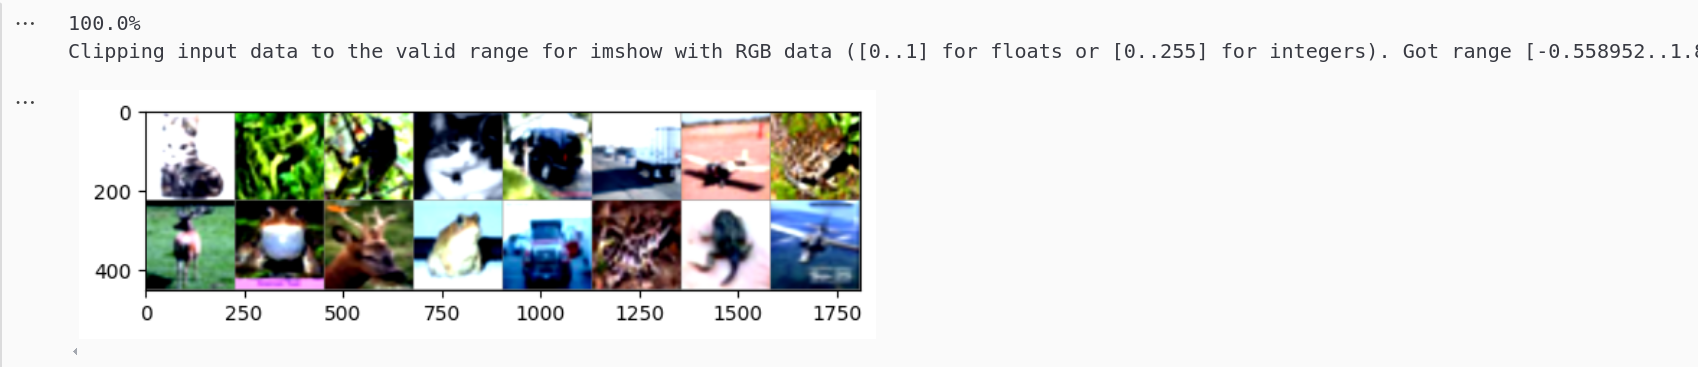 100.0%
Clipping input data to the valid range for imshow with RGB data ([0..1] for floats or [0..255] for integers). Got range [-0.558952..1.8
0
200
400
0 250 500 750 1000 1250 1500 1750